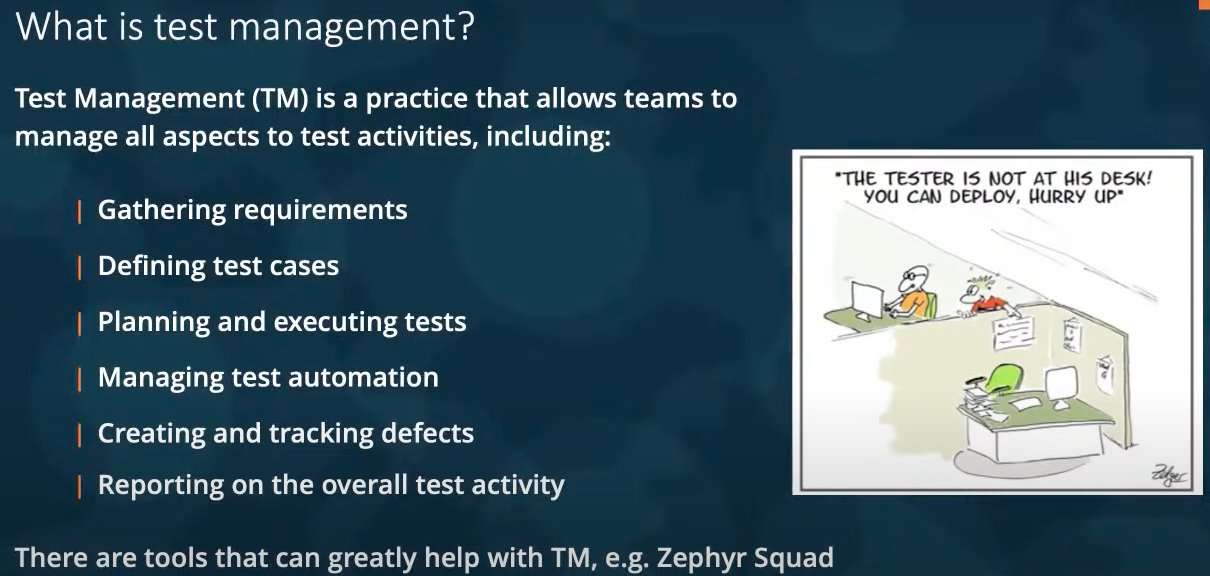 What is test management?
Test Management (TM) is a practice that allows teams to
manage all aspects to test activities, including:
| Gathering requirements
| Defining test cases
| Planning and executing tests
| Managing test automation
| Creating and tracking defects
| Reporting on the overall test activity
"THE TESTER IS NOT AT HIS DESK!
YOU CAN DEPLOY, HURRY UP"
There are tools that can greatly help with TM, e.g. Zephyr Squad